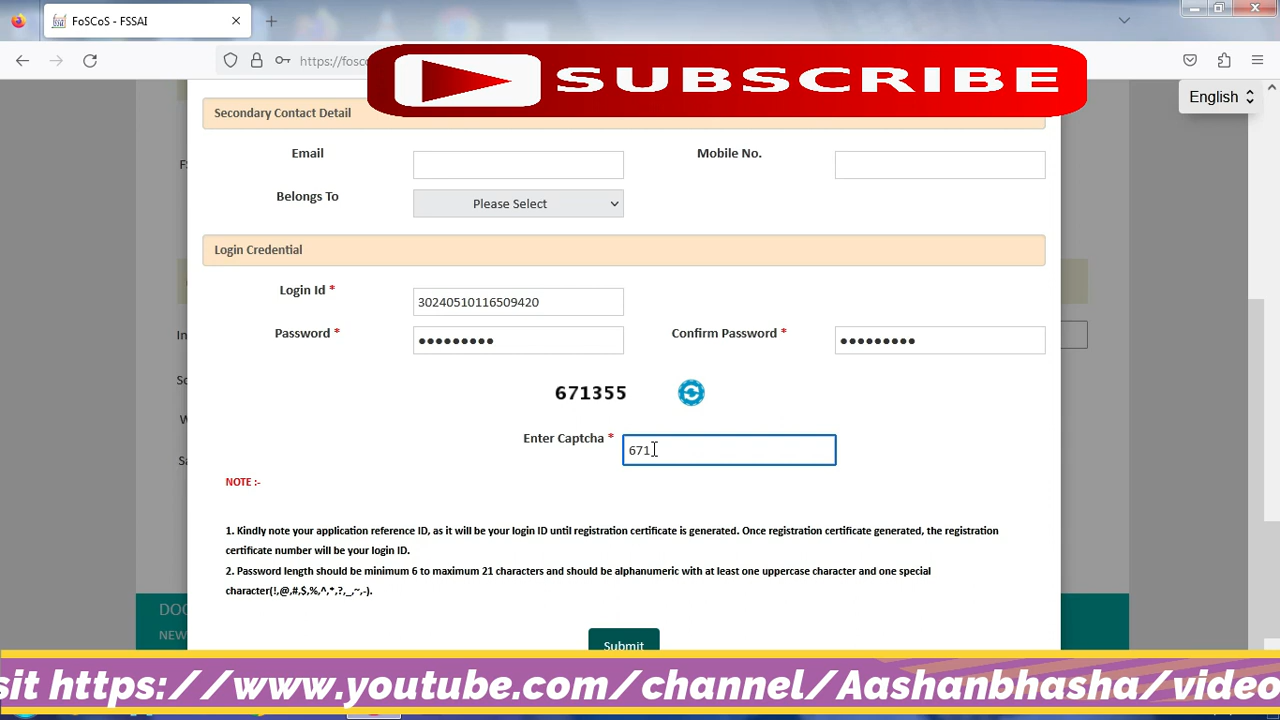 FoSCoS - FSSAI
https://fosc
SUBSCRIBE
English
Secondary Contact Detail
Email
Mobile No.
Belongs To
Please Select
Login Credential
Login Id *
30240510116509420
Password *
•••••••••
Confirm Password *
•••••••••
671355
Enter Captcha *
671
NOTE :-
1. Kindly note your application reference ID, as it will be your login ID until registration certificate is generated. Once registration certificate generated, the registration
certificate number will be your login ID.
2. Password length should be minimum 6 to maximum 21 characters and should be alphanumeric with at least one uppercase character and one special
character(!,@,#,$,%,^,*,?,_,~,-).
DOC
NEW
Submit
sit https://www.youtube.com/channel/Aashanbhasha/video